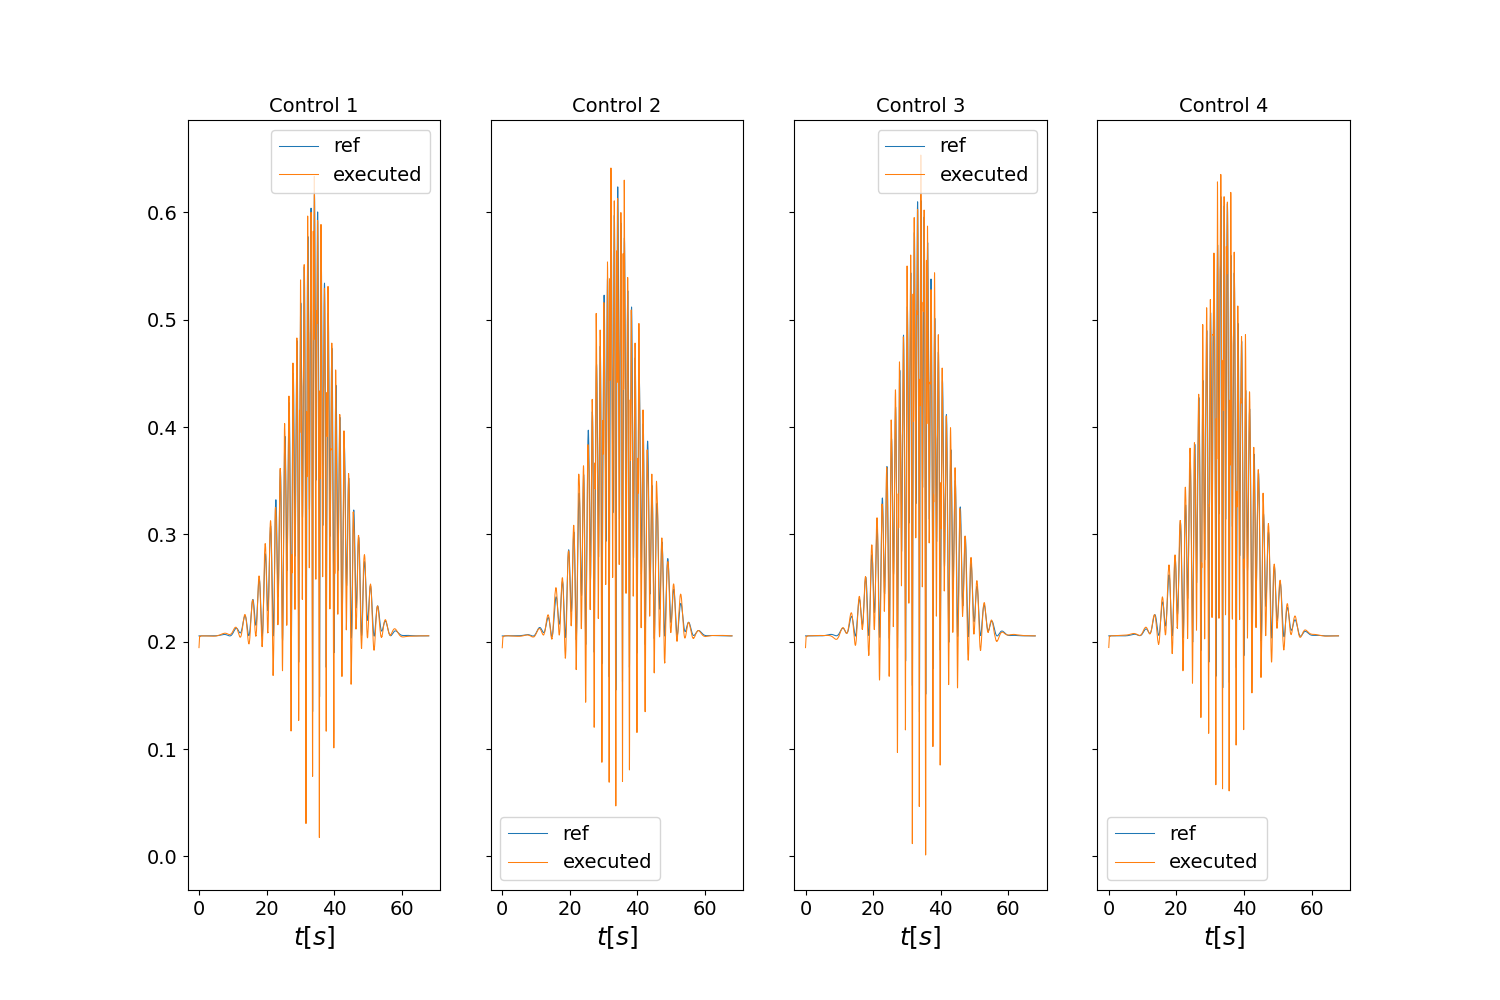 Control 1
Control 2
Control 3
Control 4
ref
executed
ref
executed
0.6
0.5
0.4
0.3
0.2
0.1
0.0
ref
executed
ref
executed
0 20 40 60
0 20 40 60
0 20 40 60
0 20 40 60
t[s]
t[s]
t[s]
t[s]